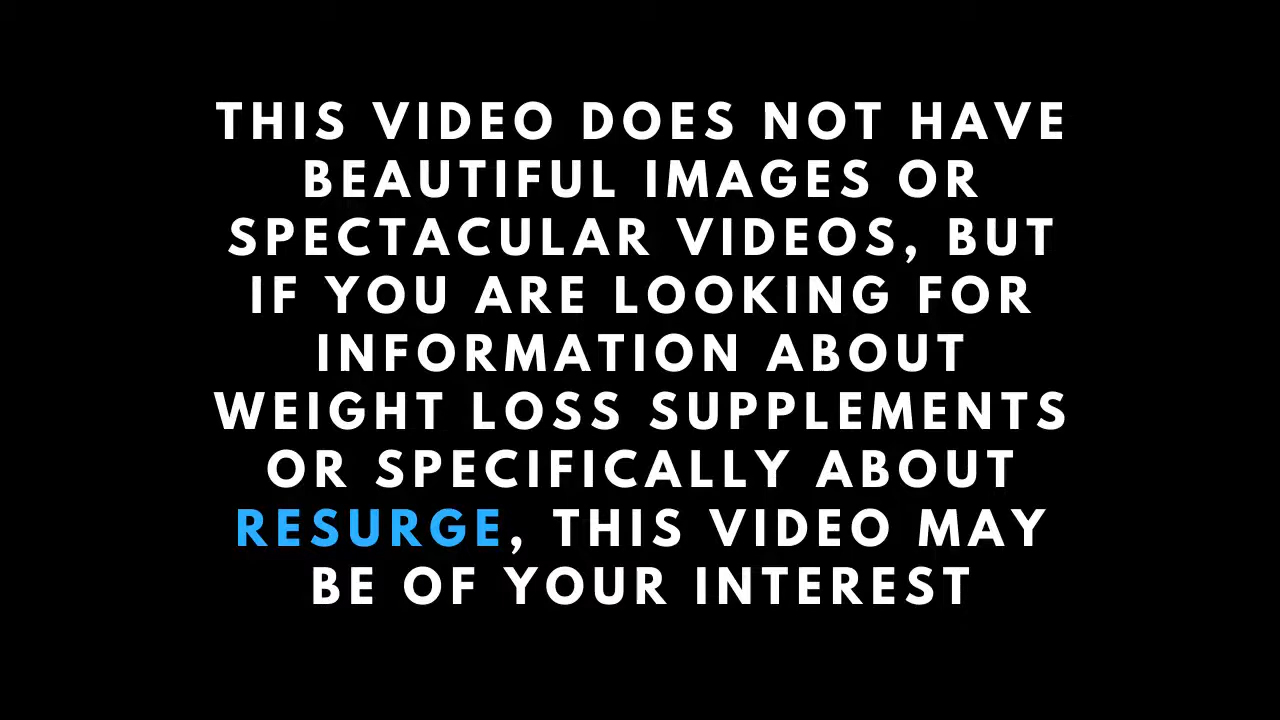 THIS VIDEO DOES NOT HAVE
BEAUTIFUL IMAGES OR
SPECTACULAR VIDEOS, BUT
IF YOU ARE LOOKING FOR
INFORMATION ABOUT
WEIGHT LOSS SUPPLEMENTS
OR SPECIFICALLY ABOUT
RESURGE, THIS VIDEO MAY
BE OF YOUR INTEREST